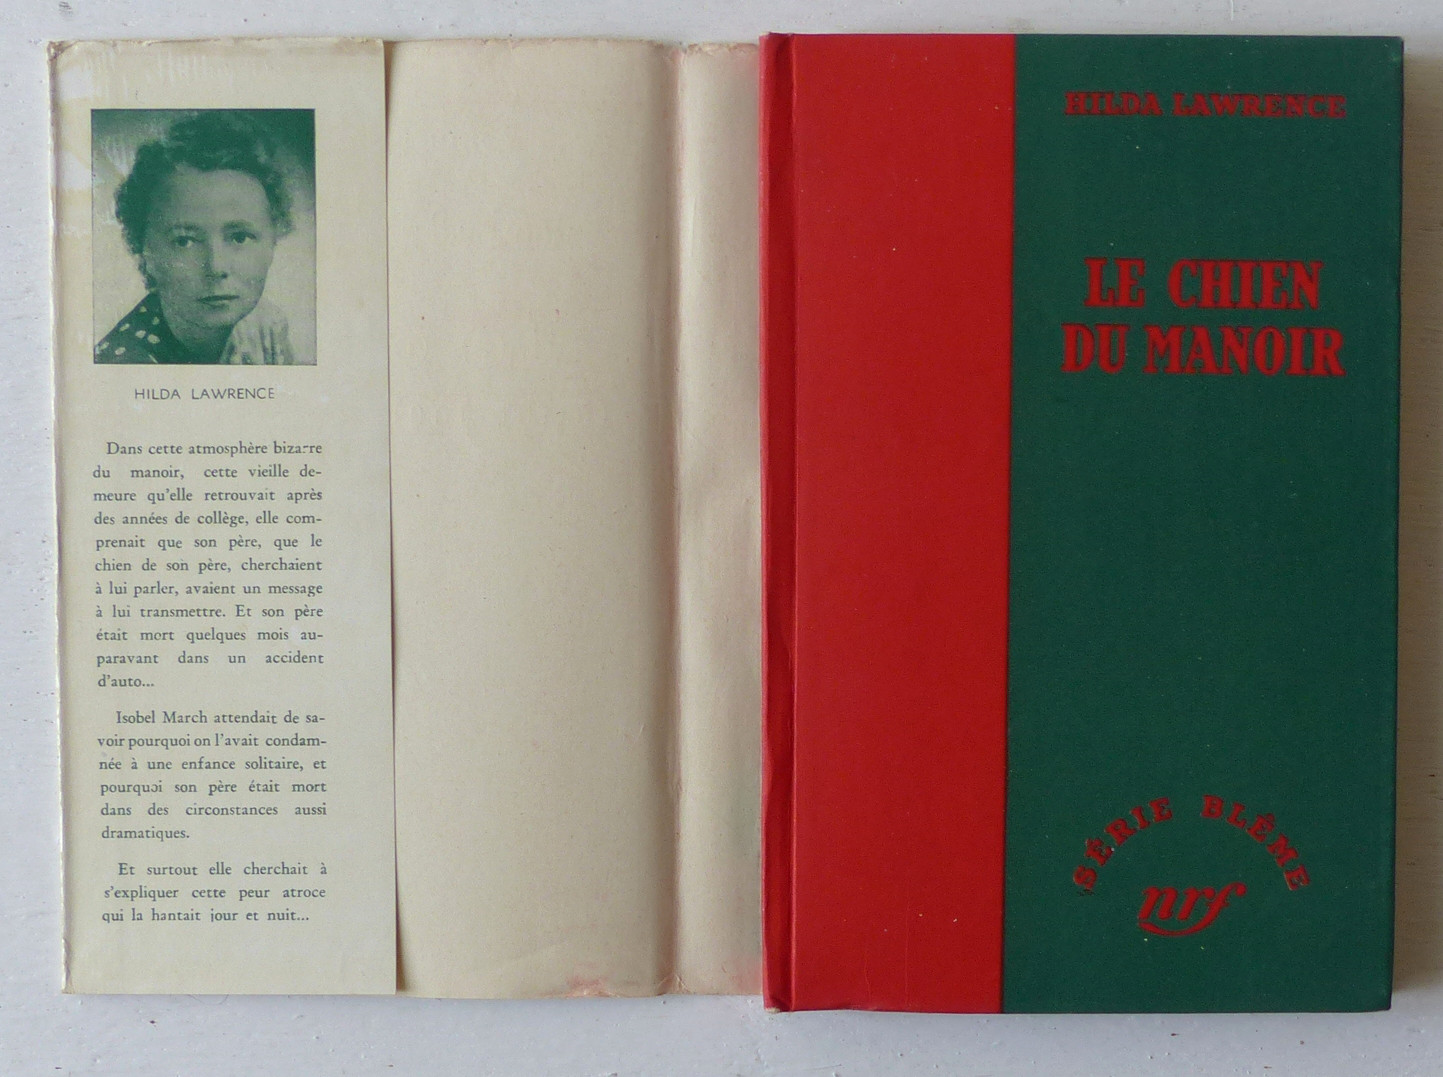 HILDA LAWRENCE
Dans cette atmosphère bizarre
du manoir, cette vieille de-
meure qu'elle retrouvait après
des années de collège, elle com-
prenait que son père, que le
chien de son père, cherchaient
à lui parler, avaient un message
à lui transmettre. Et son père
était mort quelques mois au-
paravant dans un accident
d'auto...
Isobel March attendait de sa-
voir pourquoi on l'avait condam-
née à une enfance solitaire, et
pourquoi son père était mort
dans des circonstances aussi
dramatiques.
Et surtout elle cherchait à
s'expliquer cette peur atroce
qui la hantait jour et nuit...
HILDA LAWRENCE
LE CHIEN
DU MANOIR
SÉRIE BLÊME
nrf